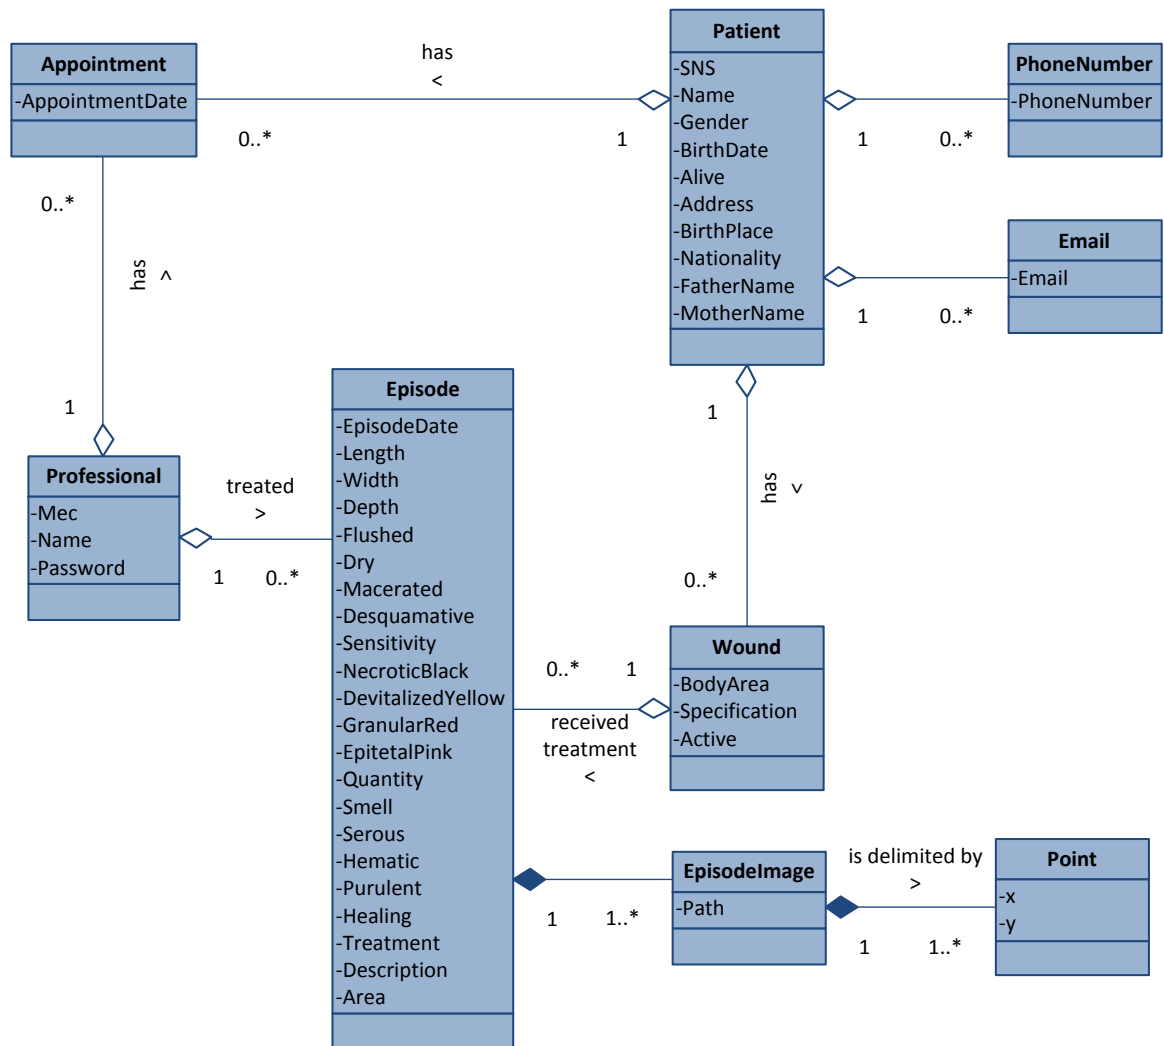 Appointment
-AppointmentDate
has
<
0..*
1
Patient
-SNS
-Name
-Gender
-BirthDate
-Alive
-Address
-BirthPlace
-Nationality
-FatherName
-MotherName
PhoneNumber
-PhoneNumber
1
0..*
Email
-Email
1
0..*
0..*
has
<
1
Professional
-Mec
-Name
-Password
treated
>
1
0..*
Episode
-EpisodeDate
-Length
-Width
-Depth
-Flushed
-Dry
-Macerated
-Desquamative
-Sensitivity
-NecroticBlack
-DevitalizedYellow
-GranularRed
-EpitetalPink
-Quantity
-Smell
-Serous
-Hematic
-Purulent
-Healing
-Treatment
-Description
-Area
1
has
<
0..*
Wound
-BodyArea
-Specification
-Active
0..*
1
received
treatment
<
1
1..*
EpisodeImage
-Path
is delimited by
>
1
1..*
Point
-x
-y